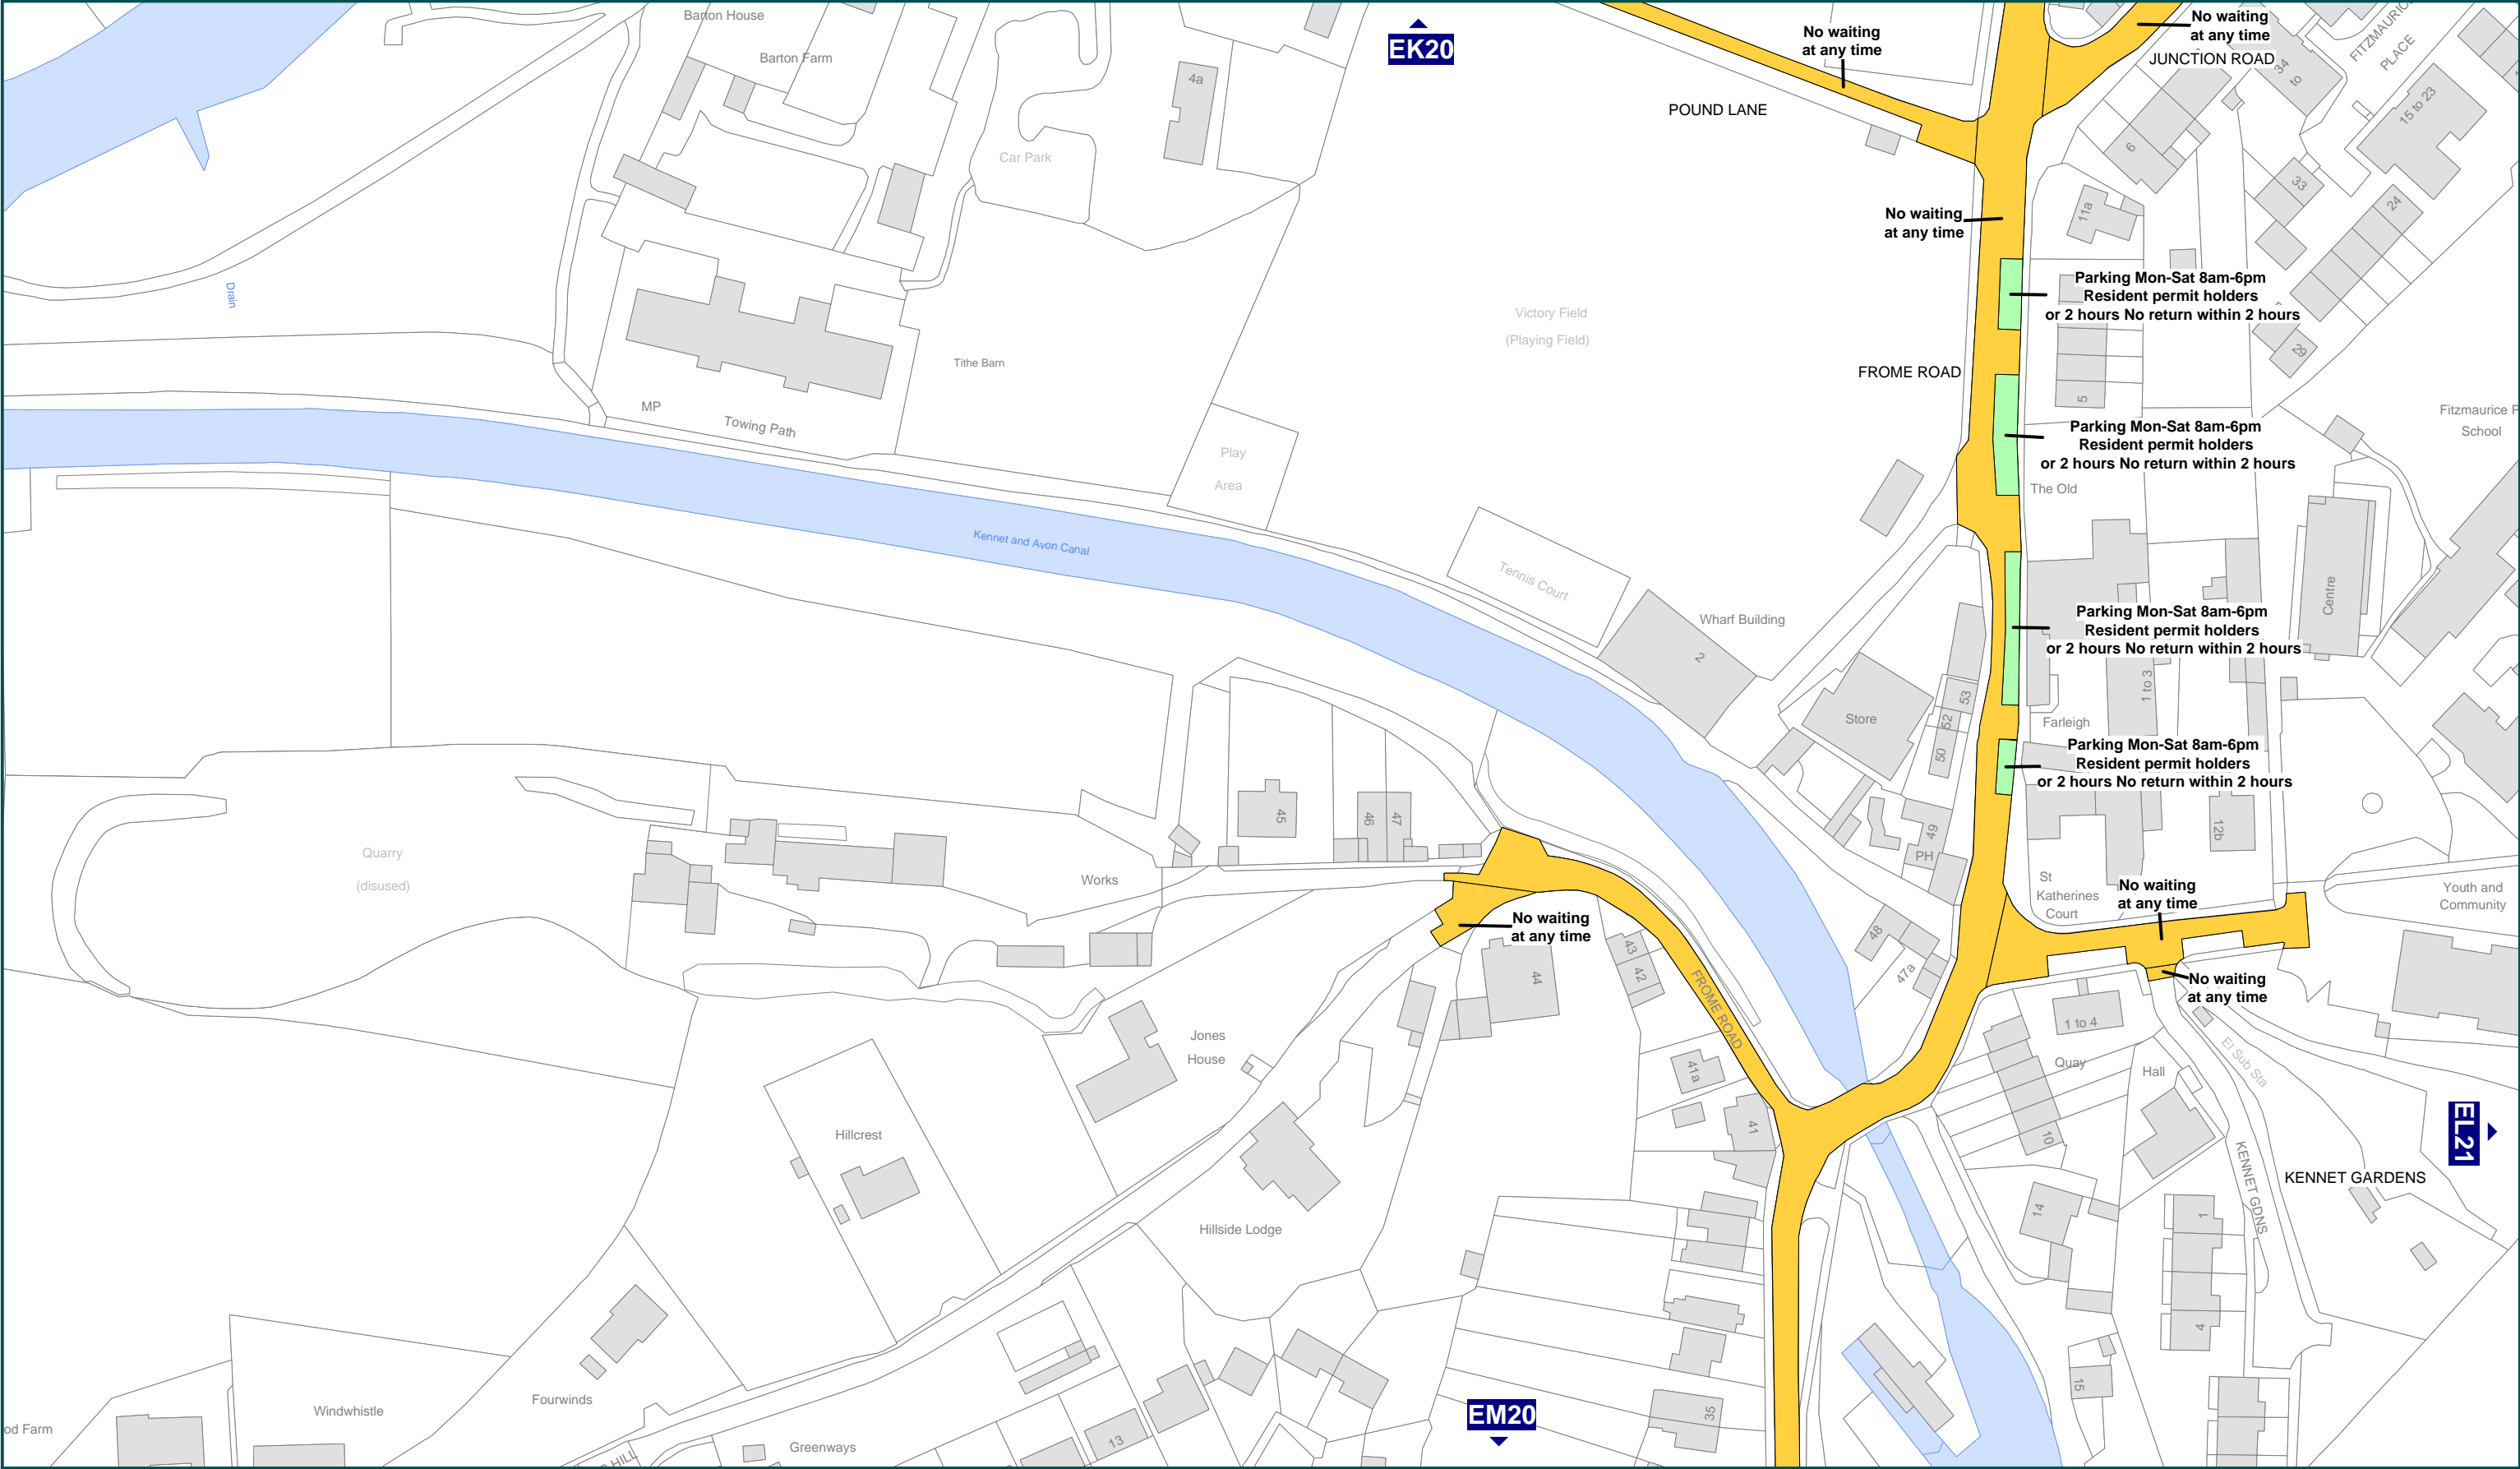 Barton House
Barton Farm
4a
Car Park
EK20
No waiting
at any time
POUND LANE
No waiting
at any time
JUNCTION ROAD
34
to
PLACE
15 to 23
6
33
24
11a
No waiting
at any time
Parking Mon-Sat 8am-6pm
Resident permit holders
or 2 hours No return within 2 hours
29
5
Drain
Victory Field
(Playing Field)
Tithe Barn
FROME ROAD
MP
Towing Path
Play
Area
Fitzmaurice P
School
Parking Mon-Sat 8am-6pm
Resident permit holders
or 2 hours No return within 2 hours
The Old
Kennet and Avon Canal
Tennis Court
Wharf Building
2
Centre
Parking Mon-Sat 8am-6pm
Resident permit holders
or 2 hours No return within 2 hours
1 to 3
Store
53
52
50
Farleigh
Parking Mon-Sat 8am-6pm
Resident permit holders
or 2 hours No return within 2 hours
45
46
47
49
PH
12b
Quarry
(disused)
Works
St
Katherines
Court
No waiting
at any time
Youth and
Community
No waiting
at any time
43
42
44
48
47a
No waiting
at any time
FROME ROAD
1 to 4
El Sub Sta
Jones
House
41a
Quay
Hall
41
10
Hillcrest
EL21
KENNET GARDENS
KENNET GDNS
Hillside Lodge
14
1
4
Fourwinds
Windwhistle
od Farm
Greenways
13
HILL
EM20
35
15